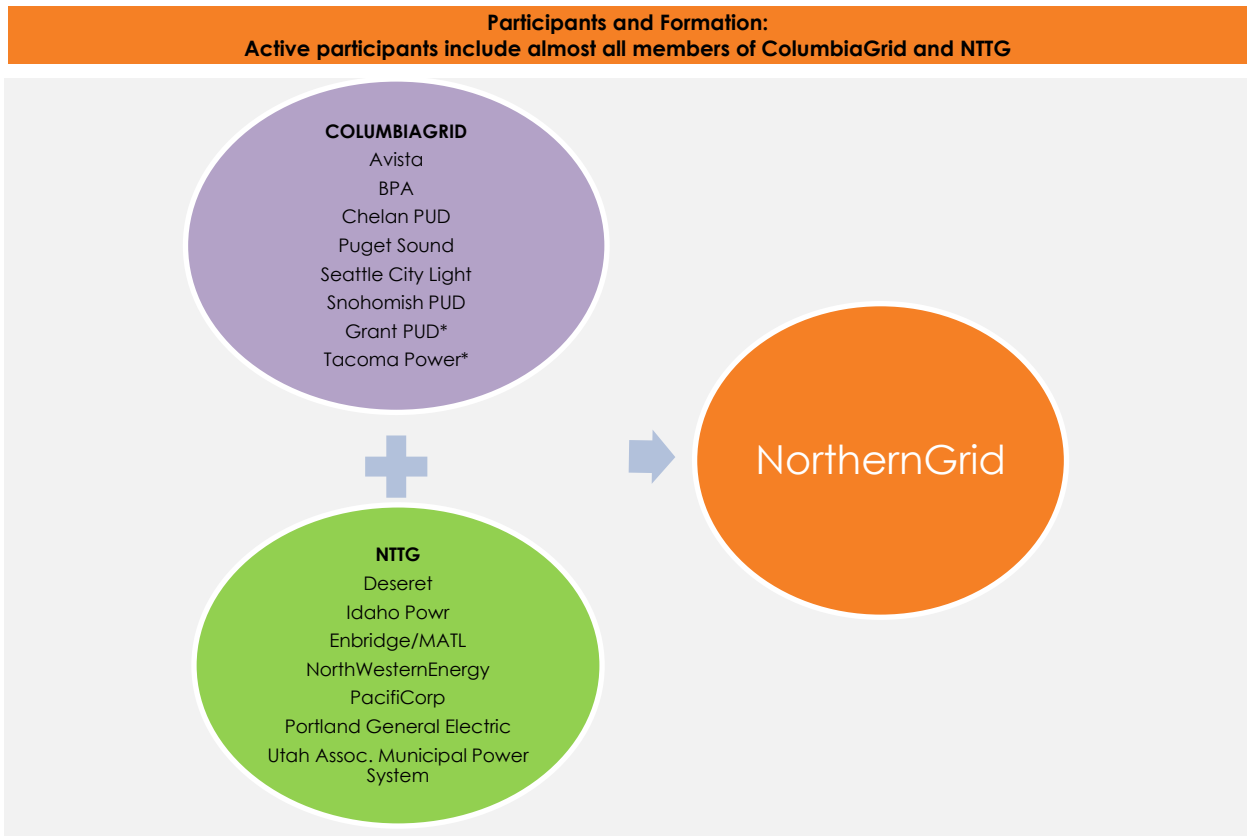 Participants and Formation:
Active participants include almost all members of ColumbiaGrid and NTTG
COLUMBIAGRID
Avista
BPA
Chelan PUD
Puget Sound
Seattle City Light
Snohomish PUD
Grant PUD*
Tacoma Power*
NorthernGrid
NTTG
Deseret
Idaho Powr
Enbridge/MATL
NorthWesternEnergy
PacifiCorp
Portland General Electric
Utah Assoc. Municipal Power
System